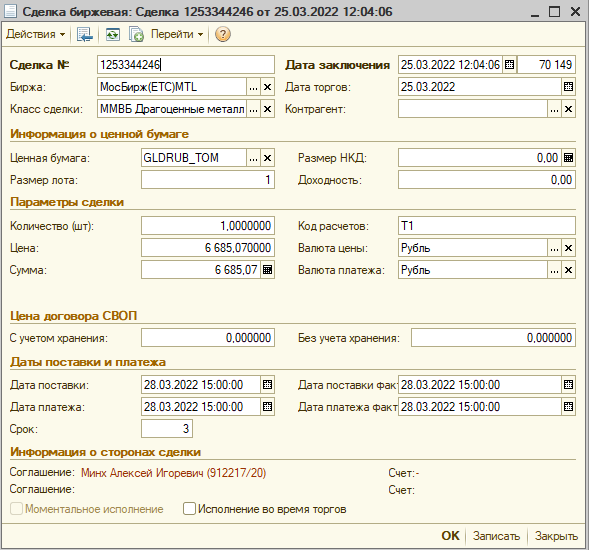 Сделка биржевая: Сделка 1253344246 от 25.03.2022 12:04:06
Действия Перейти
Сделка № 1253344246 Дата заключения 25.03.2022 12:04:06 70 149
Биржа: МосБирж(ETC)MTL ... x Дата торгов: 25.03.2022
Класс сделки: ММВБ Драгоценные металл ... x Контрагент: ... x
Информация о ценной бумаге
Ценная бумага: GLDRUB_TOM ... x Размер НКД: 0,00
Размер лота: 1 Доходность: 0,00
Параметры сделки
Количество (шт): 1,0000000 Код расчетов: T1
Цена: 6 685,070000 Валюта цены: Рубль ... x
Сумма: 6 685,07 Валюта платежа: Рубль ... x
Цена договора СВОП
С учетом хранения: 0,000000 Без учета хранения: 0,000000
Даты поставки и платежа
Дата поставки: 28.03.2022 15:00:00 Дата поставки факт 28.03.2022 15:00:00
Дата платежа: 28.03.2022 15:00:00 Дата платежа факт 28.03.2022 15:00:00
Срок: 3
Информация о сторонах сделки
Соглашение: Минх Алексей Игоревич (912217/20) Счет:-
Соглашение: Счет:
Моментальное исполнение Исполнение во время торгов
OK Записать Закрыть